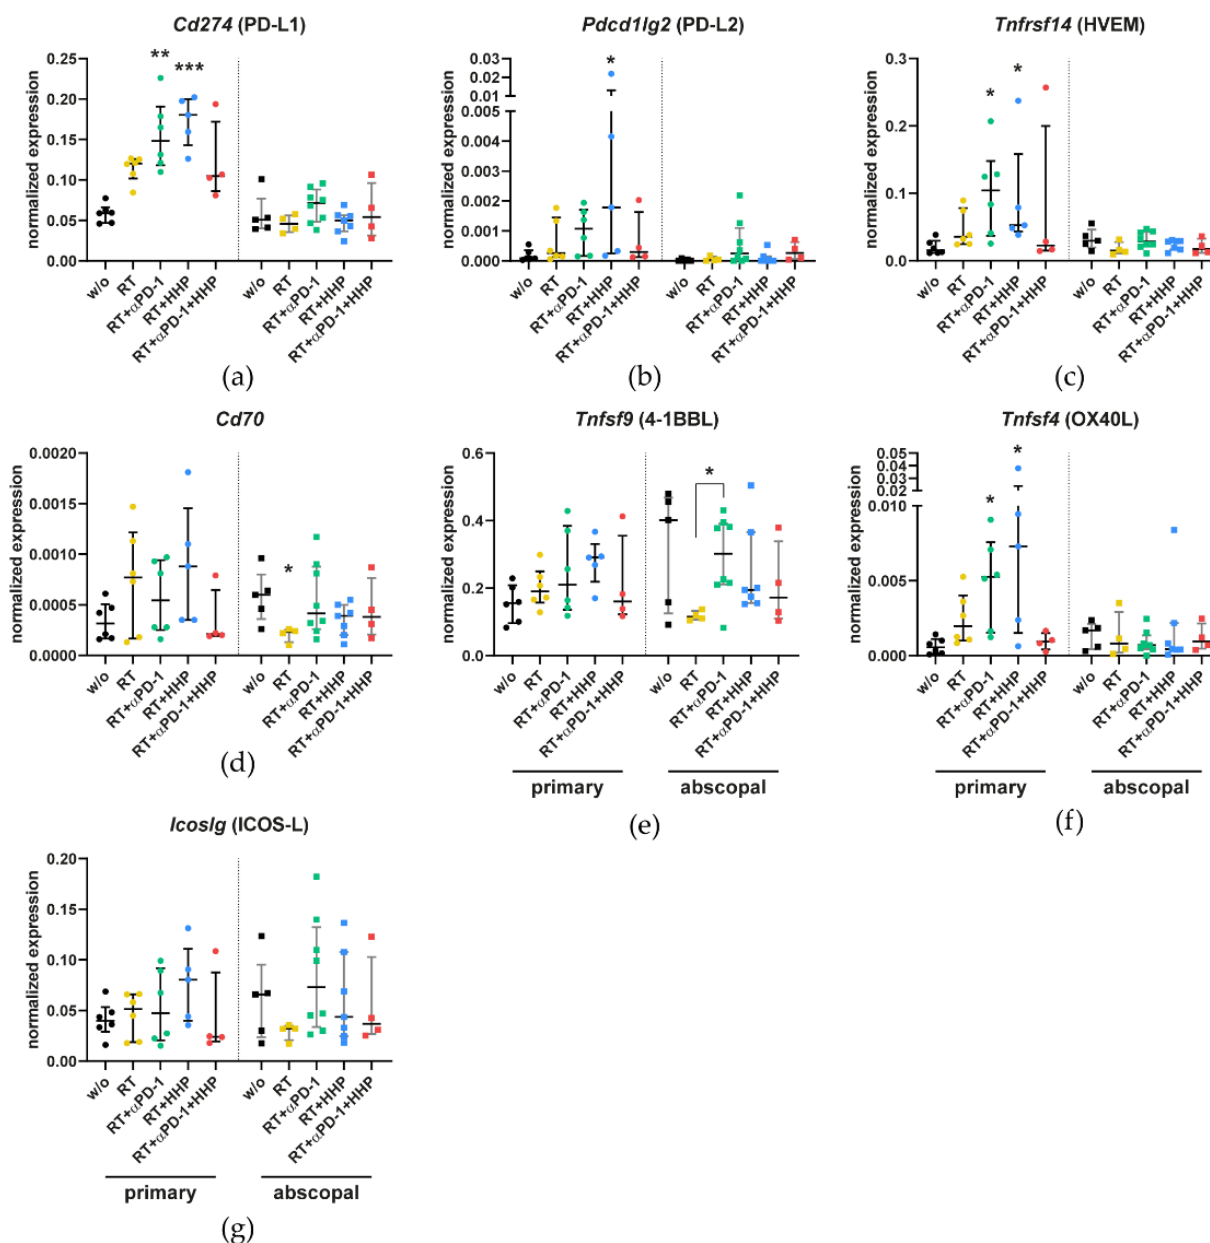 Cd274 (PD-L1)
normalized expression
0.25
0.20
0.15
0.10
0.05
0.00
**
***
w/o
RT
RT+αPD-1
RT+HHP
RT+αPD-1+HHP
w/o
RT
RT+αPD-1
RT+HHP
RT+αPD-1+HHP
(a)
Pdcd1lg2 (PD-L2)
normalized expression
0.03
0.02
0.01
0.005
0.003
0.002
0.001
0.000
*
w/o
RT
RT+αPD-1
RT+HHP
RT+αPD-1+HHP
w/o
RT
RT+αPD-1
RT+HHP
RT+αPD-1+HHP
(b)
Tnfrsf14 (HVEM)
normalized expression
0.3
0.2
0.1
0.0
*
*
w/o
RT
RT+αPD-1
RT+HHP
RT+αPD-1+HHP
w/o
RT
RT+αPD-1
RT+HHP
RT+αPD-1+HHP
(c)
Cd70
normalized expression
0.0020
0.0015
0.0010
0.0005
0.0000
*
w/o
RT
RT+αPD-1
RT+HHP
RT+αPD-1+HHP
w/o
RT
RT+αPD-1
RT+HHP
RT+αPD-1+HHP
(d)
Tnfsf9 (4-1BBL)
normalized expression
0.6
0.4
0.2
0.0
*
w/o
RT
RT+αPD-1
RT+HHP
RT+αPD-1+HHP
w/o
RT
RT+αPD-1
RT+HHP
RT+αPD-1+HHP
primary
abscopal
(e)
Tnfsf4 (OX40L)
normalized expression
0.05
0.04
0.03
0.02
0.010
0.005
0.000
*
*
w/o
RT
RT+αPD-1
RT+HHP
RT+αPD-1+HHP
w/o
RT
RT+αPD-1
RT+HHP
RT+αPD-1+HHP
primary
abscopal
(f)
Icoslg (ICOS-L)
normalized expression
0.20
0.15
0.10
0.05
0.00
w/o
RT
RT+αPD-1
RT+HHP
RT+αPD-1+HHP
w/o
RT
RT+αPD-1
RT+HHP
RT+αPD-1+HHP
primary
abscopal
(g)